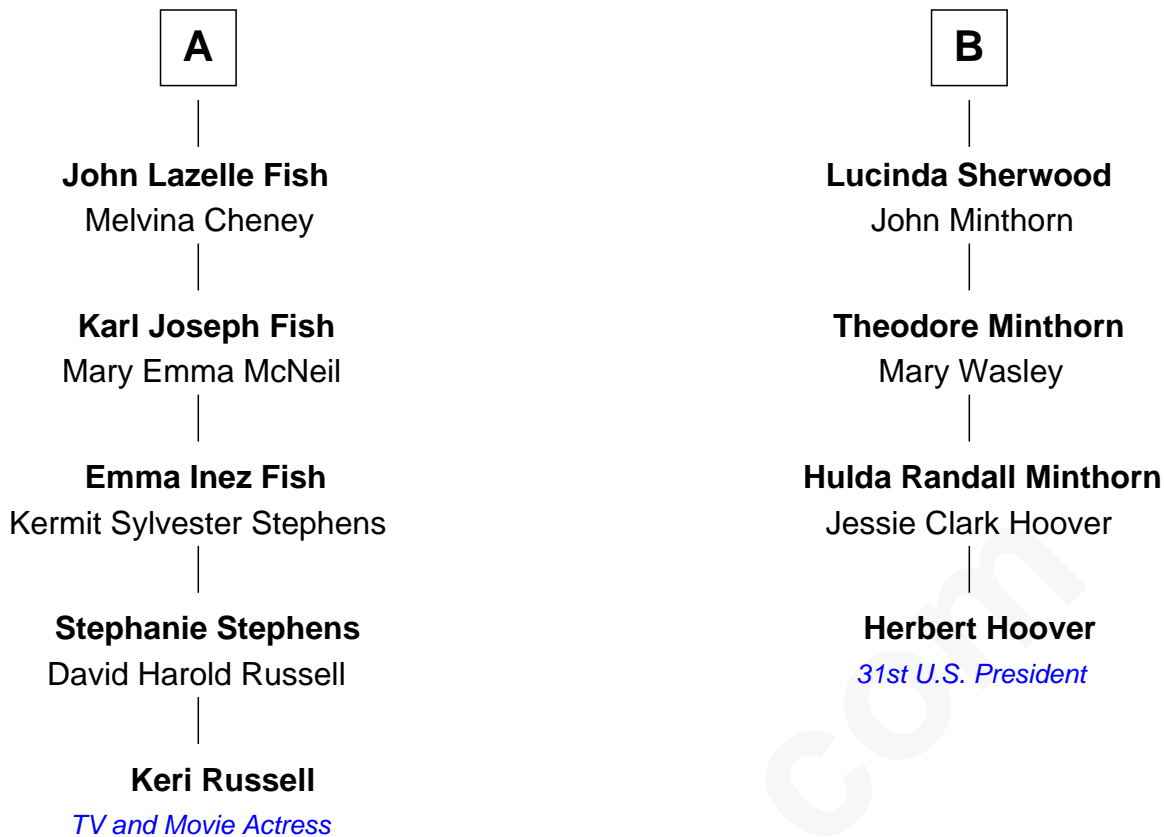 A
John Lazelle Fish
Melvina Cheney
Karl Joseph Fish
Mary Emma McNeil
Emma Inez Fish
Kermit Sylvester Stephens
Stephanie Stephens
David Harold Russell
Keri Russell
TV and Movie Actress
B
Lucinda Sherwood
John Minthorn
Theodore Minthorn
Mary Wasley
Hulda Randall Minthorn
Jessie Clark Hoover
Herbert Hoover
31st U.S. President
com